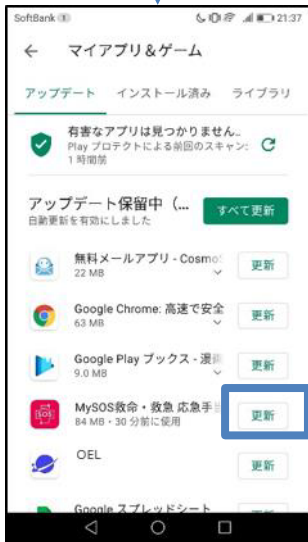 SoftBank 21:37
マイアプリ＆ゲーム
アップデート インストール済み ライブラリ
有害なアプリは見つかりません..
Play プロテクトによる前回のスキャン:
1 時間前
アップデート保留中（...
すべて更新
自動更新を有効にしました
無料メールアプリ - Cosmo
22 MB
更新
Google Chrome: 高速で安全
63 MB
更新
Google Play ブックス - 漫
9.0 MB
更新
MySOS救命・救急 応急手
84 MB・30 分前に使用
更新
OEL
更新
Google スプレッドシート